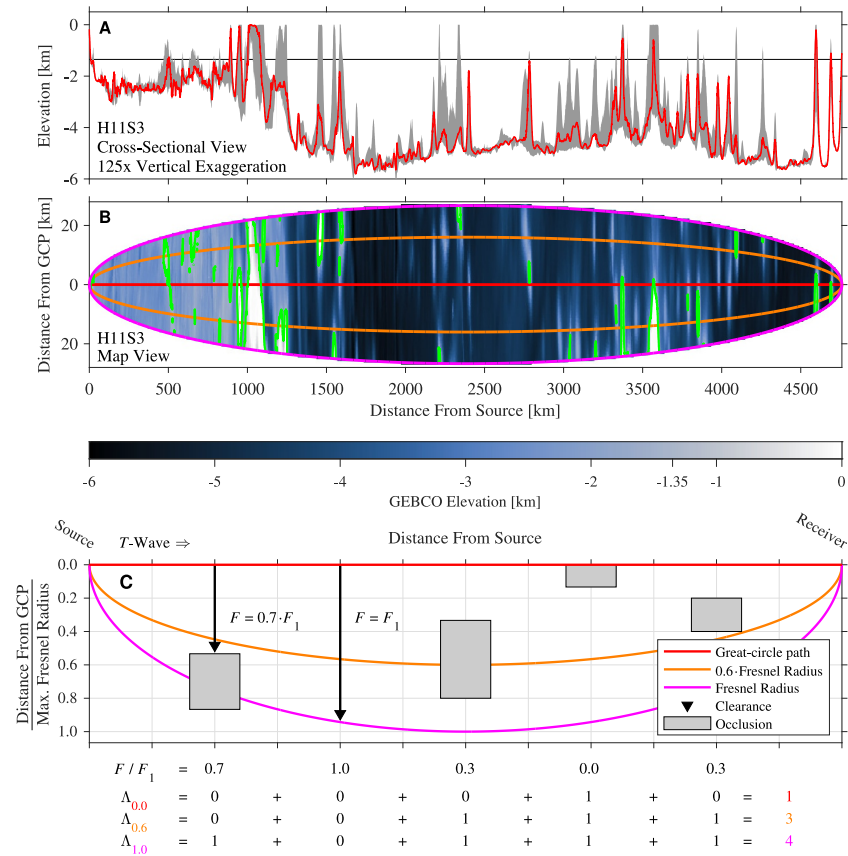 A
0
-2
-4
-6
Elevation [km]
H11S3
Cross-Sectional View
125x Vertical Exaggeration
B
20
0
20
Distance From GCP [km]
H11S3
Map View
0 500 1000 1500 2000 2500 3000 3500 4000 4500
Distance From Source [km]
-6 -5 -4 -3 -2 -1.35 -1 0
GEBCO Elevation [km]
Source
T-Wave ⇒
Distance From Source
Receiver
C
0.0
0.2
0.4
0.6
0.8
1.0
Distance From GCP
Max. Fresnel Radius
F = 0.7·F1
F = F1
Great-circle path
0.6·Fresnel Radius
Fresnel Radius
Clearance
Occlusion
F / F1 = 0.7 1.0 0.3 0.0 0.3
Λ0.0 = 0 + 0 + 0 + 1 + 0 = 1
Λ0.6 = 0 + 0 + 1 + 1 + 1 = 3
Λ1.0 = 1 + 0 + 1 + 1 + 1 = 4